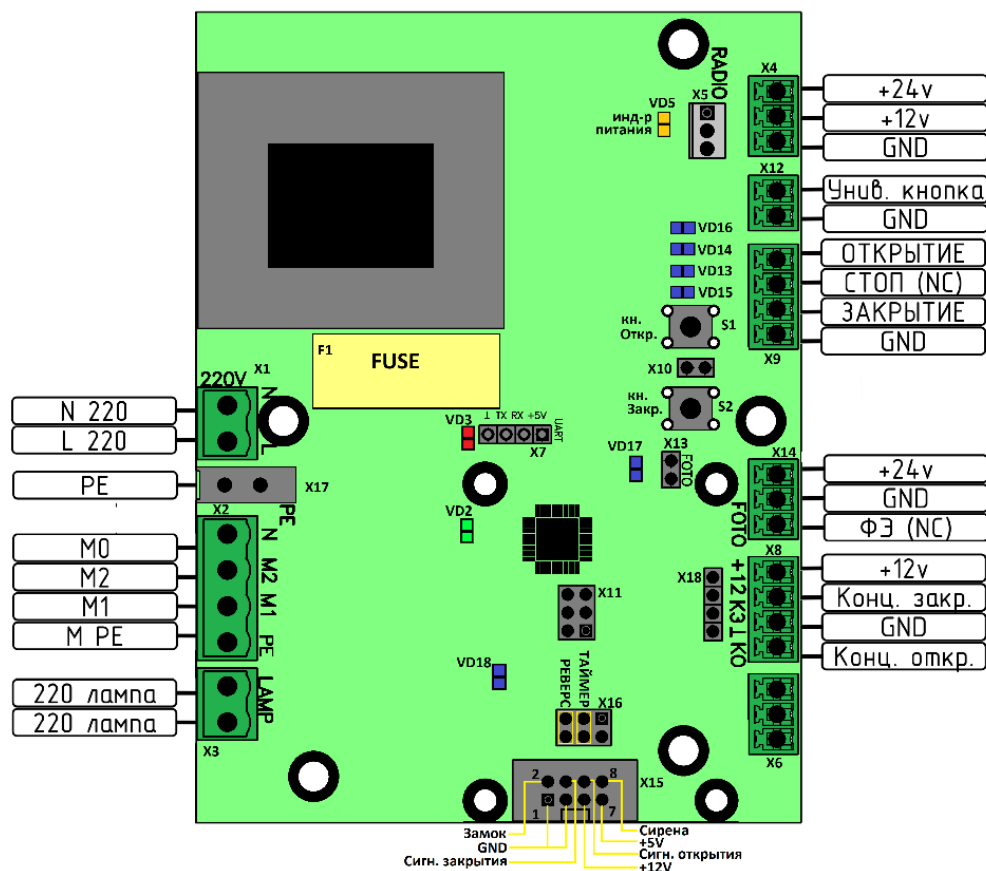 N 220
L 220
PE
M0
M2
M1
M PE
220 лампа
220 лампа
220V
X1
N
L
X17
PE
X2
N
M2
M1
PE
LAMP
X3
F1
FUSE
RADIO
X5
VD5
инд-р
питания
VD16
VD14
VD13
VD15
кн.
Откр.
S1
X10
кн.
Закр.
S2
VD3
⊥ TX RX +5V
UART
X7
VD17
X13
FOTO
VD2
X11
X18
VD18
РЕВЕРС
ТАЙМЕР
X16
X15
2
8
1
7
Замок
GND
Сигн. закрытия
Сирена
+5V
Сигн. открытия
+12V
X4
+24v
+12v
GND
X12
Унив. кнопка
GND
ОТКРЫТИЕ
СТОП (NC)
ЗАКРЫТИЕ
GND
X9
X14
FOTO
+24v
GND
ФЭ (NC)
X8
+12 КЭ ⊥ КО
+12v
Конц. закр.
GND
Конц. откр.
X6